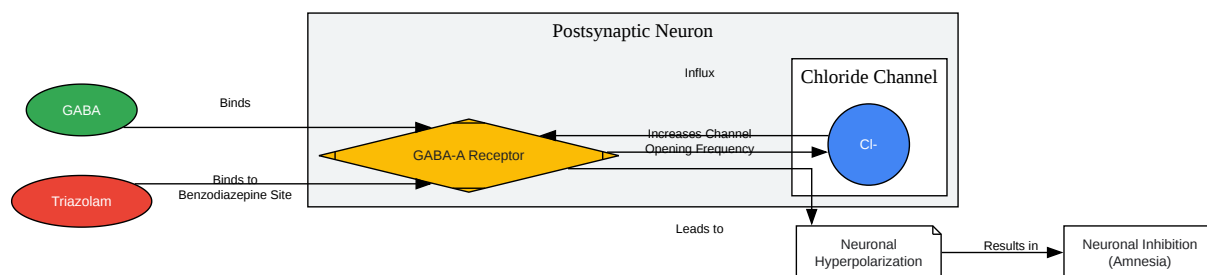 Postsynaptic Neuron
Influx
Chloride Channel
GABA
Binds
Increases Channel
Opening Frequency
Cl-
GABA-A Receptor
Triazolam
Binds to
Benzodiazepine Site
Leads to
Neuronal
Hyperpolarization
Results in
Neuronal Inhibition
(Amnesia)